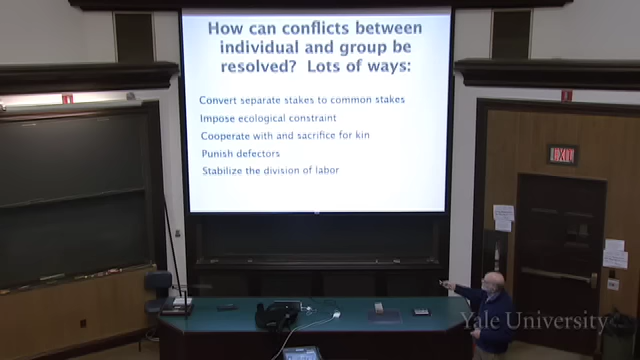 How can conflicts between
individual and group be
resolved? Lots of ways:
Convert separate stakes to common stakes
Impose ecological constraint
Cooperate with and sacrifice for kin
Punish defectors
Stabilize the division of labor
EXIT
Yale University